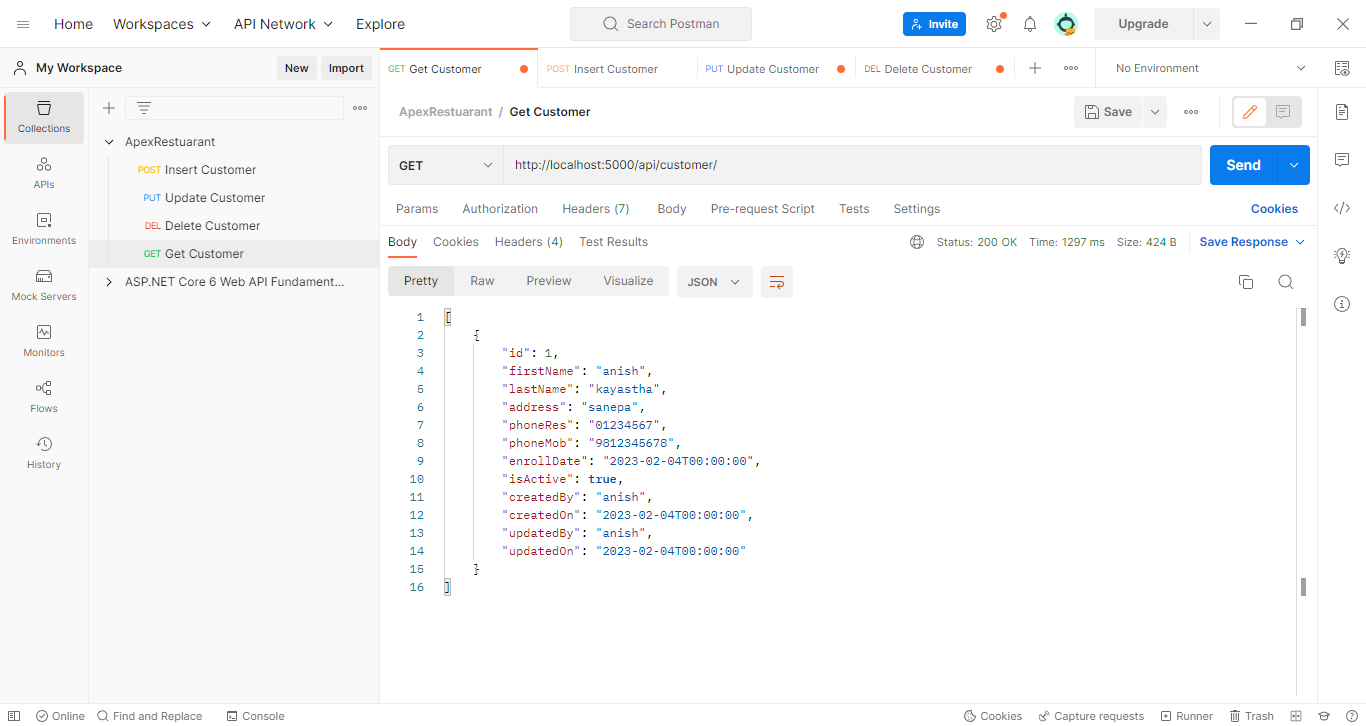 Home Workspaces API Network Explore Search Postman Invite Upgrade
My Workspace New Import GET Get Customer POST Insert Customer PUT Update Customer DEL Delete Customer No Environment
Collections
APIs
Environments
Mock Servers
Monitors
Flows
History
ApexRestuarant
POST Insert Customer
PUT Update Customer
DEL Delete Customer
GET Get Customer
ASP.NET Core 6 Web API Fundament...
ApexRestuarant / Get Customer Save
GET http://localhost:5000/api/customer/ Send
Params Authorization Headers (7) Body Pre-request Script Tests Settings Cookies
Body Cookies Headers (4) Test Results Status: 200 OK Time: 1297 ms Size: 424 B Save Response
Pretty Raw Preview Visualize JSON
1 [
2 {
3 "id": 1,
4 "firstName": "anish",
5 "lastName": "kayastha",
6 "address": "sanepa",
7 "phoneRes": "01234567",
8 "phoneMob": "9812345678",
9 "enrollDate": "2023-02-04T00:00:00",
10 "isActive": true,
11 "createdBy": "anish",
12 "createdOn": "2023-02-04T00:00:00",
13 "updatedBy": "anish",
14 "updatedOn": "2023-02-04T00:00:00"
15 }
16 ]
Online Find and Replace Console Cookies Capture requests Runner Trash